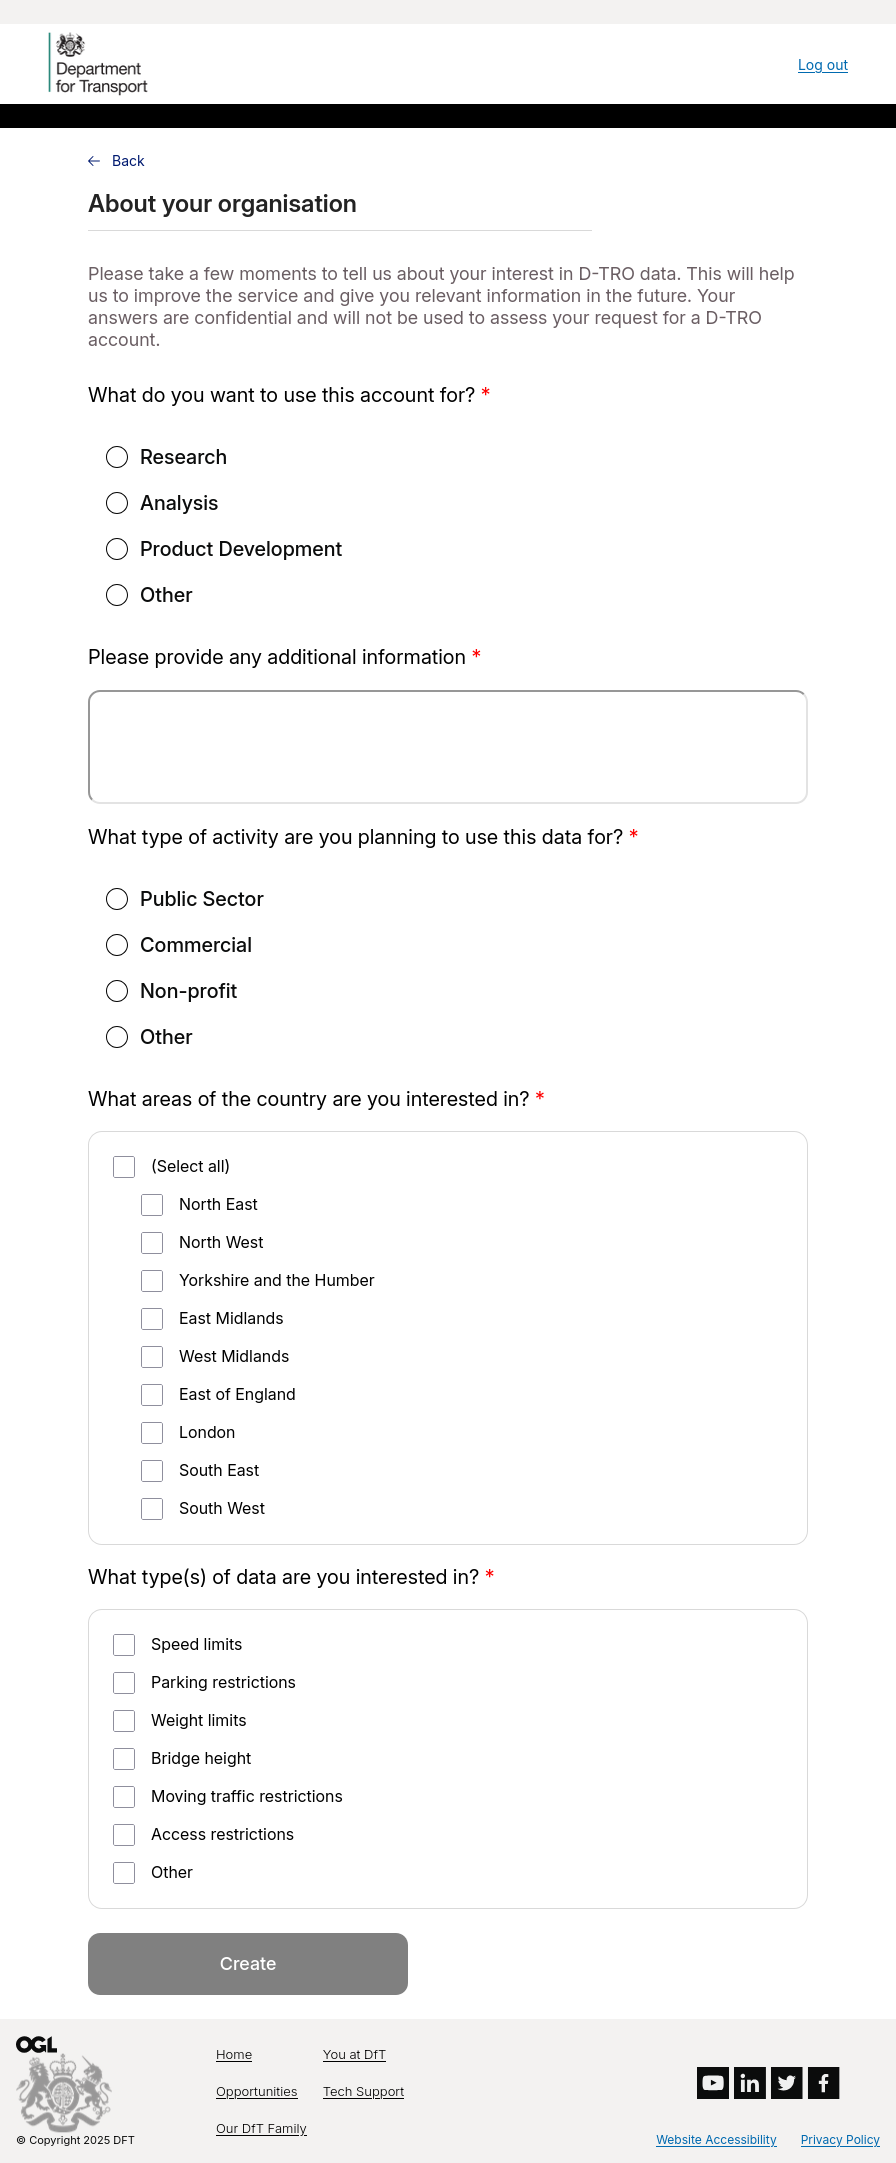 Department
for Transport
Log out
Back
About your organisation
Please take a few moments to tell us about your interest in D-TRO data. This will help
us to improve the service and give you relevant information in the future. Your
answers are confidential and will not be used to assess your request for a D-TRO
account.
What do you want to use this account for? *
Research
Analysis
Product Development
Other
Please provide any additional information *
What type of activity are you planning to use this data for? *
Public Sector
Commercial
Non-profit
Other
What areas of the country are you interested in? *
(Select all)
North East
North West
Yorkshire and the Humber
East Midlands
West Midlands
East of England
London
South East
South West
What type(s) of data are you interested in? *
Speed limits
Parking restrictions
Weight limits
Bridge height
Moving traffic restrictions
Access restrictions
Other
Create
OGL
© Copyright 2025 DFT
Home
Opportunities
Our DfT Family
You at DfT
Tech Support
in
f
Website Accessibility
Privacy Policy